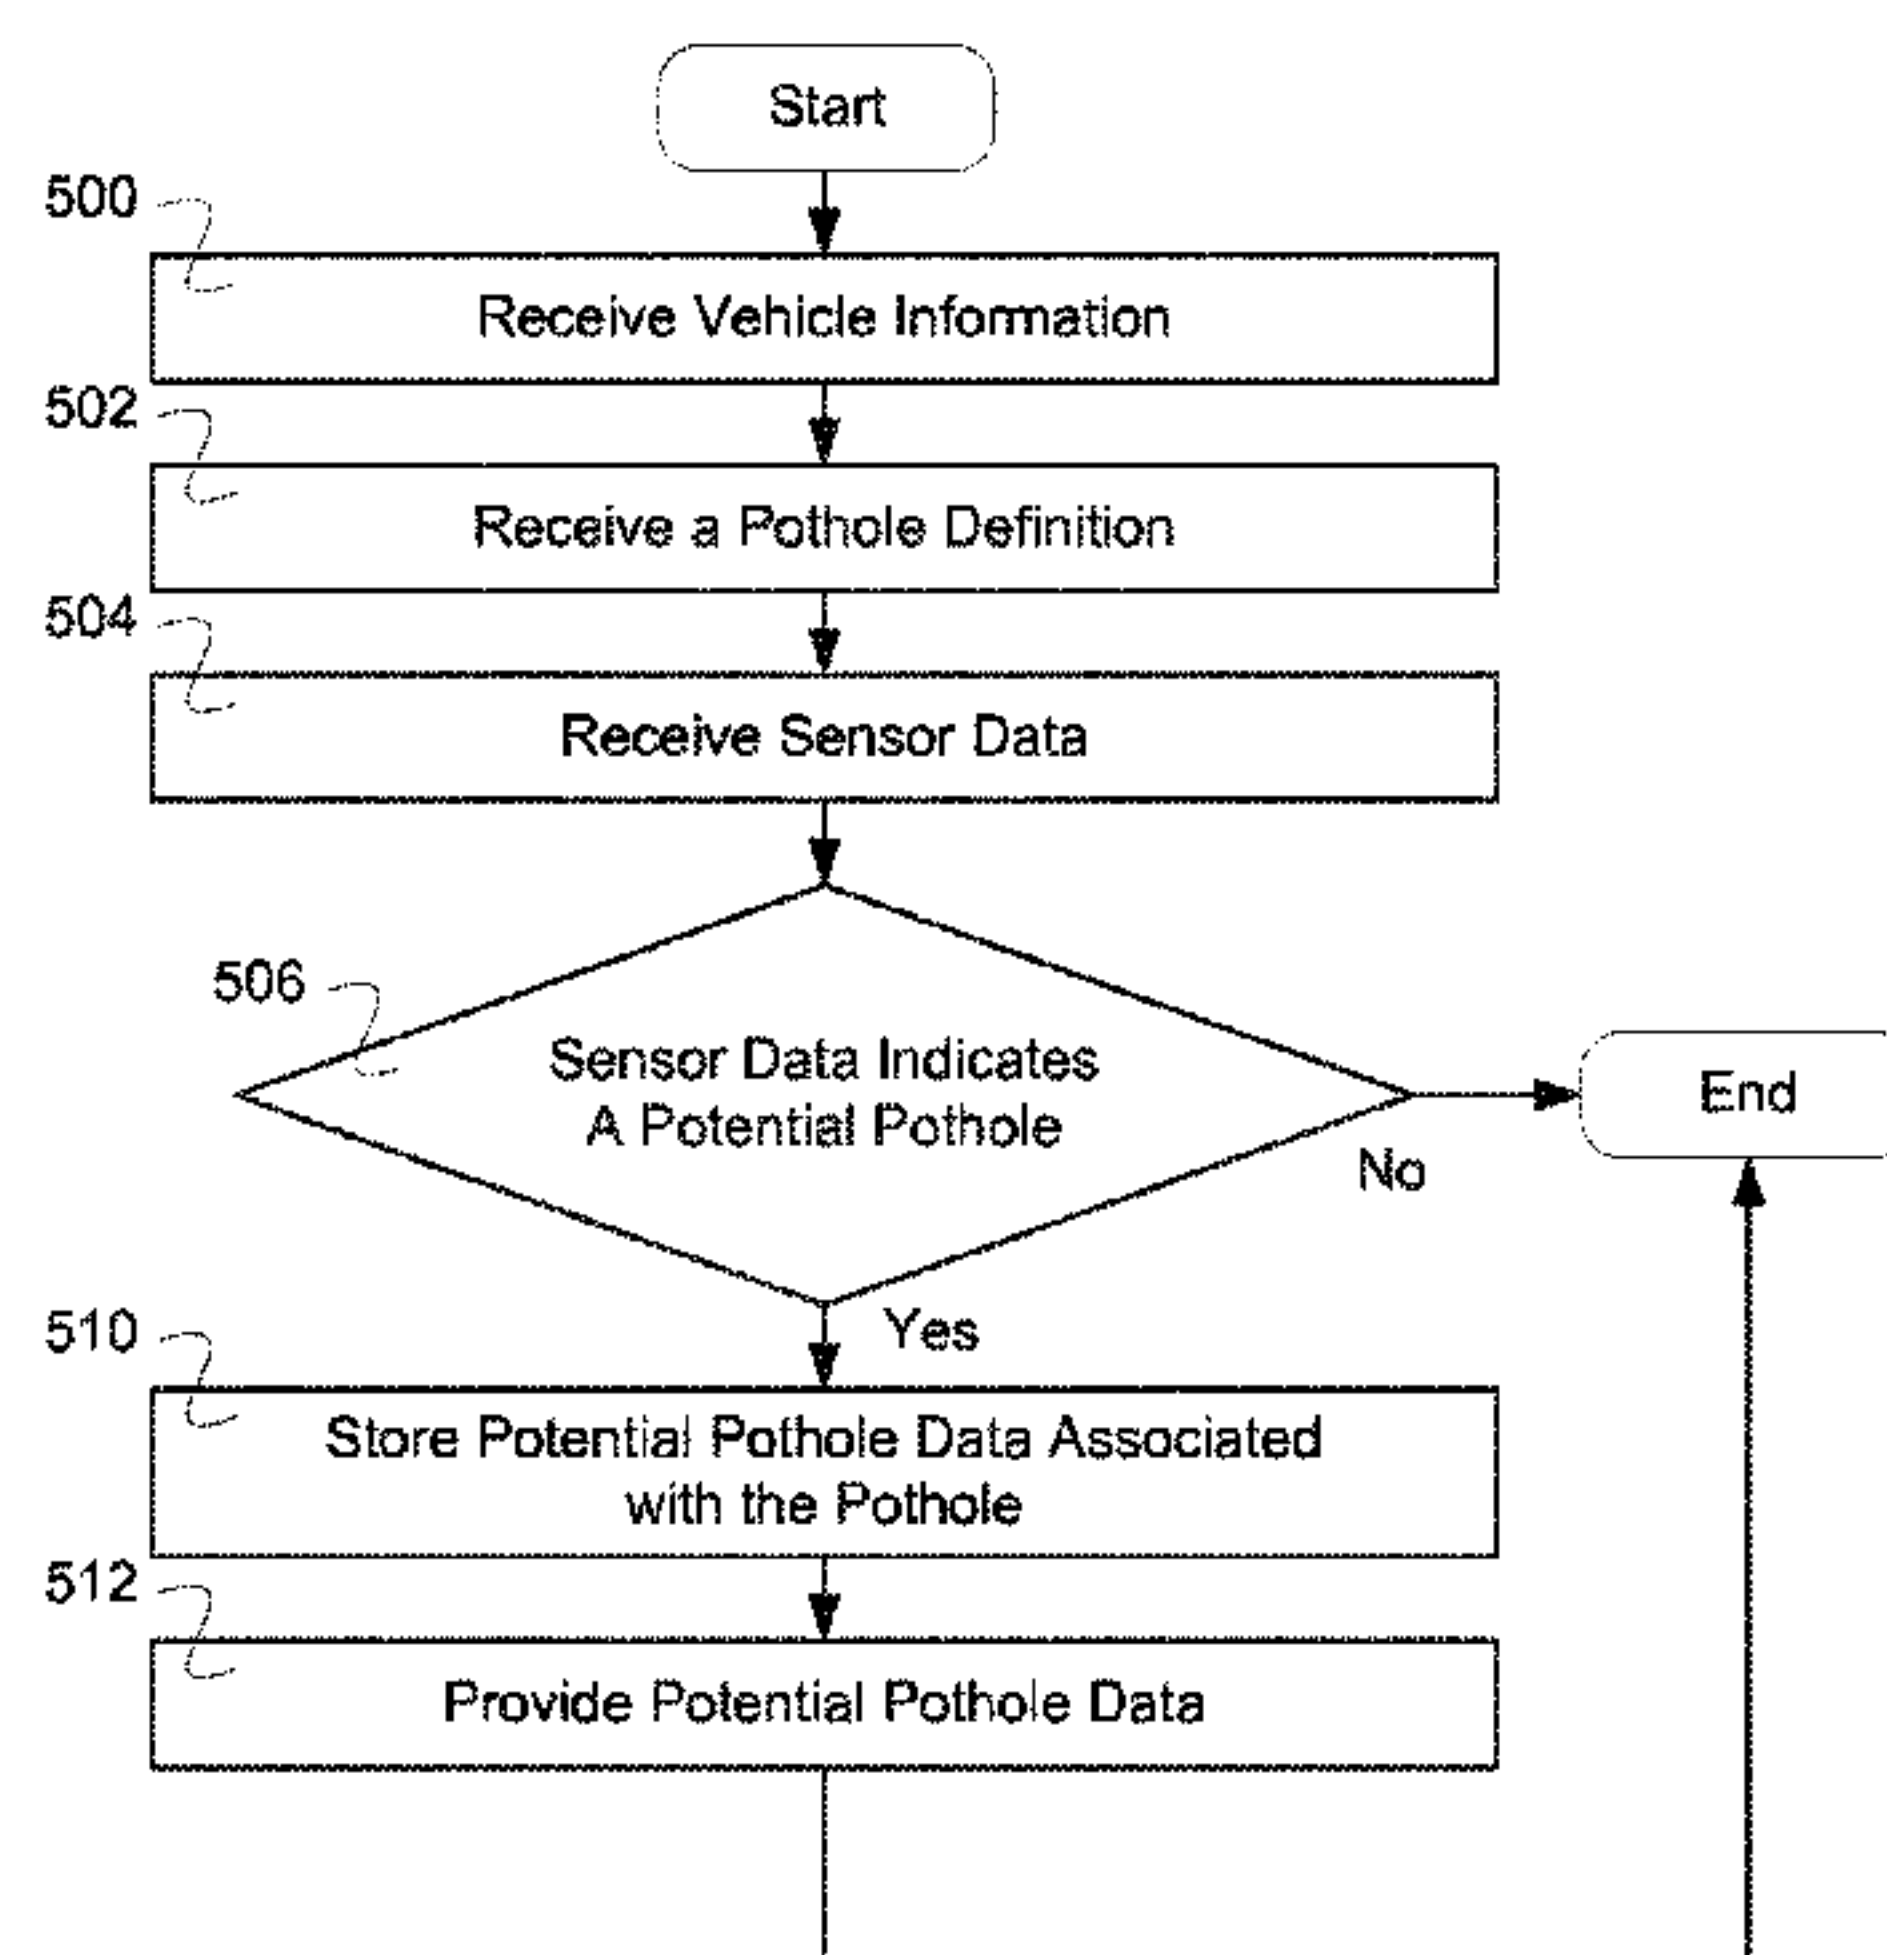 Start
500
Receive Vehicle Information
502
Receive a Pothole Definition
504
Receive Sensor Data
506
Sensor Data Indicates
A Potential Pothole
End
No
Yes
510
Store Potential Pothole Data Associated
with the Pothole
512
Provide Potential Pothole Data